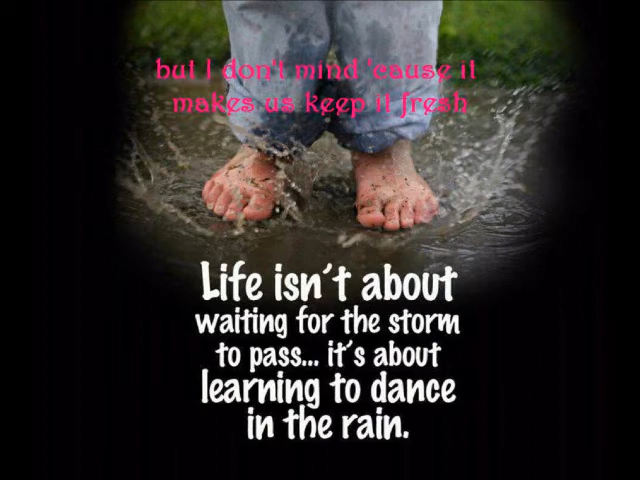 but I don't mind 'cause it
makes us keep it fresh
Life isn't about
waiting for the storm
to pass... it's about
learning to dance
in the rain.